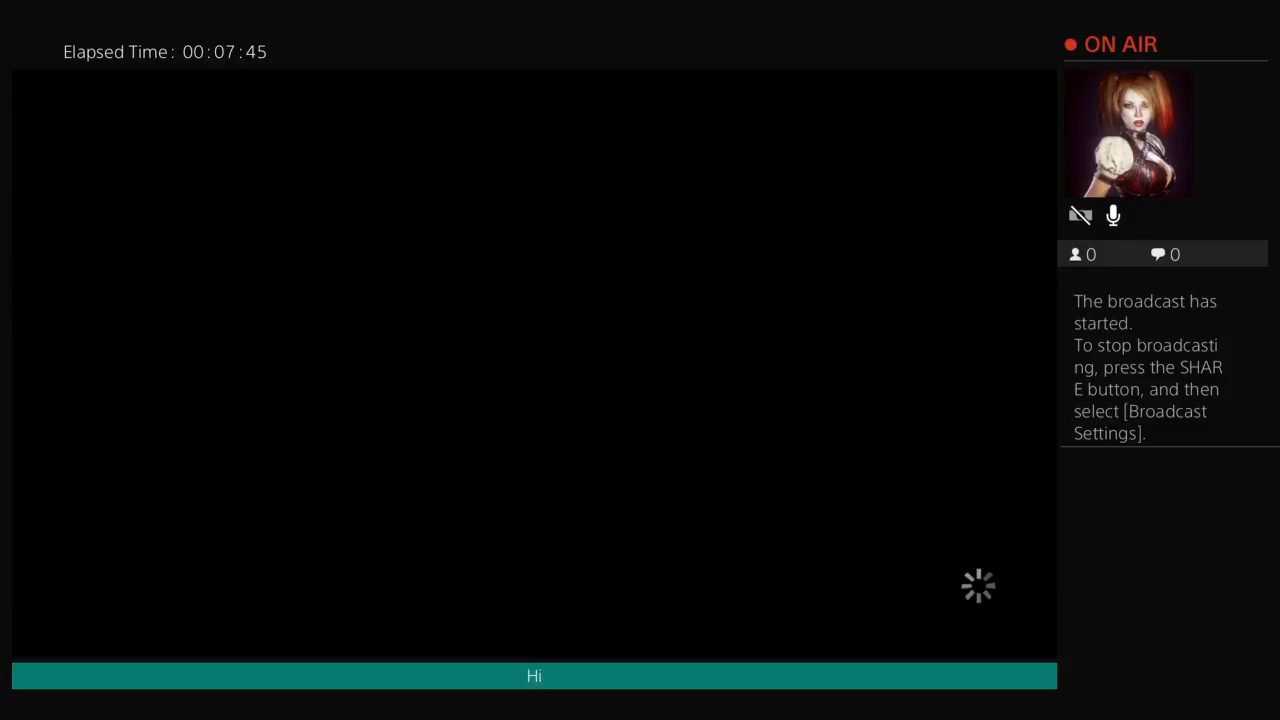 Elapsed Time: 00:07:45
ON AIR
0 0
The broadcast has
started.
To stop broadcasti
ng, press the SHAR
E button, and then
select [Broadcast
Settings].
Hi